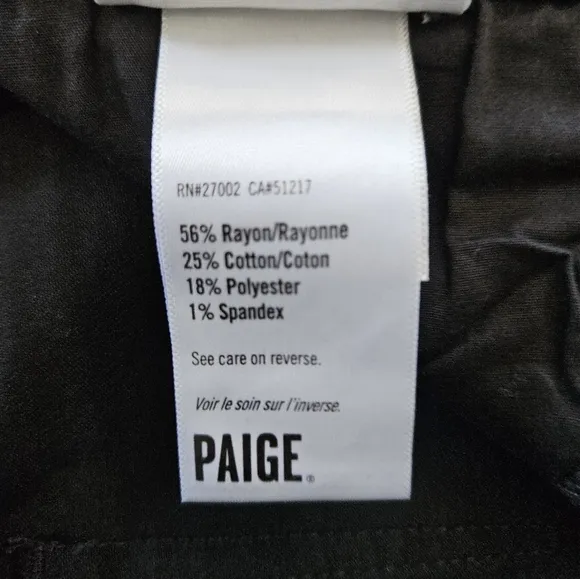 RN#27002 CA#51217
56% Rayon/Rayonne
25% Cotton/Coton
18% Polyester
1% Spandex
See care on reverse.
Voir le soin sur l'inverse.
PAIGE®